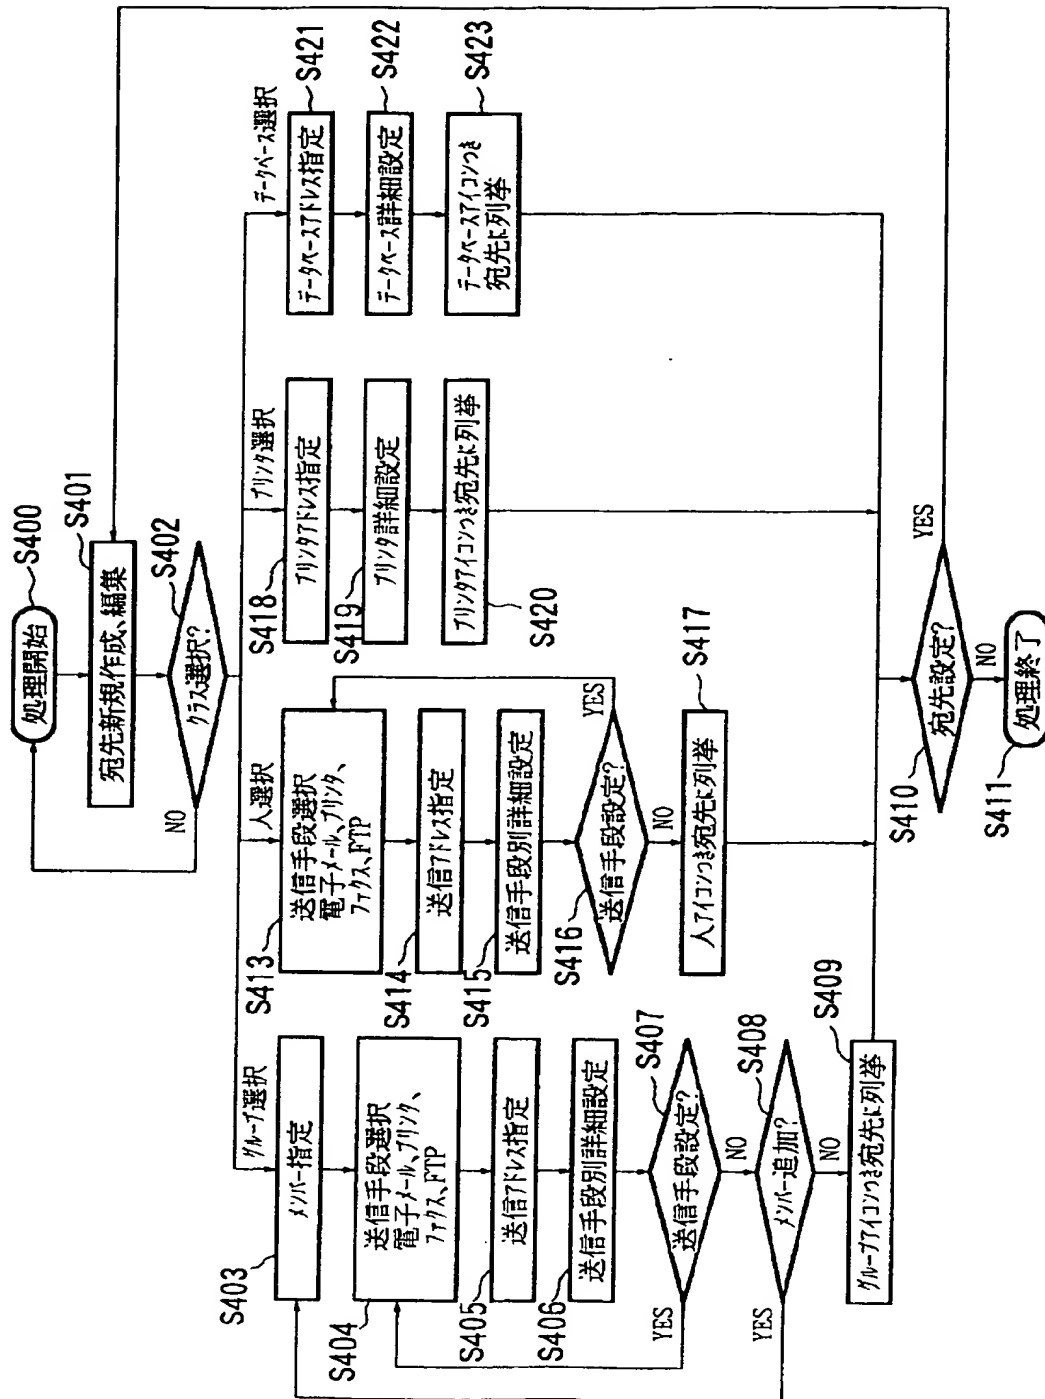 処理開始
S400
宛先新規作成、編集
S401
クラス選択?
S402
NO
グループ選択
メンバー指定
S403
送信手段選択
電子メール、プリンタ、
ファクス、FTP
S404
送信アドレス指定
S405
送信手段別詳細設定
S406
送信手段設定?
S407
YES
NO
メンバー追加?
S408
YES
NO
グループアイコンつき宛先に列挙
S409
人選択
送信手段選択
電子メール、プリンタ、
ファクス、FTP
S413
送信アドレス指定
S414
送信手段別詳細設定
S415
送信手段設定?
S416
YES
NO
人アイコンつき宛先に列挙
S417
プリンタ選択
プリンタアドレス指定
S418
プリンタ詳細設定
S419
プリンタアイコンつき宛先に列挙
S420
データベース選択
データベースアドレス指定
S421
データベース詳細設定
S422
データベースアイコンつき
宛先に列挙
S423
宛先設定?
S410
YES
NO
処理終了
S411